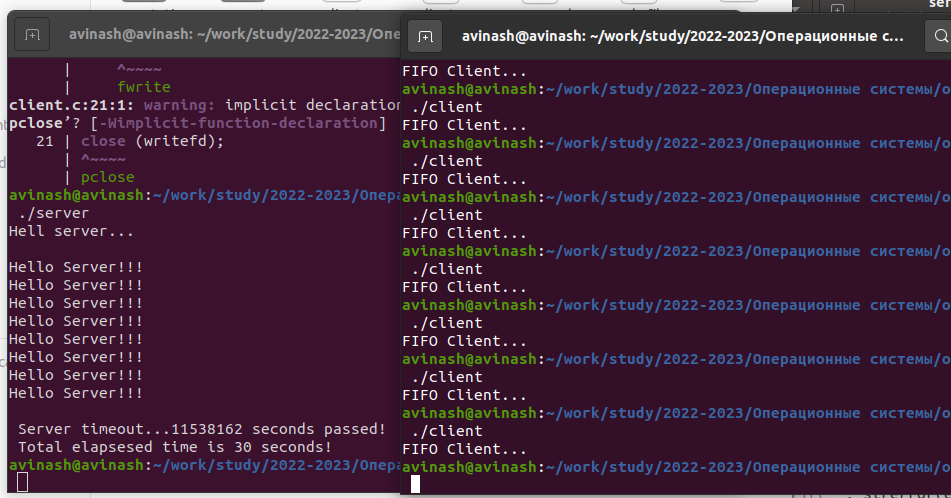 avinash@avinash: ~/work/study/2022-2023/Опе
|     ^~~~~
|     fwrite
client.c:21:1: warning: implicit declaration
pclose’? [-Wimplicit-function-declaration]
21 | close (writefd);
| ^~~~~
| pclose
avinash@avinash:~/work/study/2022-2023/Опера
./server
Hell server...
Hello Server!!!
Hello Server!!!
Hello Server!!!
Hello Server!!!
Hello Server!!!
Hello Server!!!
Hello Server!!!
Hello Server!!!
Server timeout...11538162 seconds passed!
Total elapsesed time is 30 seconds!
avinash@avinash:~/work/study/2022-2023/Опера
avinash@avinash: ~/work/study/2022-2023/Операционные с...
FIFO Client...
avinash@avinash:~/work/study/2022-2023/Операционные системы/o
./client
FIFO Client...
avinash@avinash:~/work/study/2022-2023/Операционные системы/o
./client
FIFO Client...
avinash@avinash:~/work/study/2022-2023/Операционные системы/o
./client
FIFO Client...
avinash@avinash:~/work/study/2022-2023/Операционные системы/o
./client
FIFO Client...
avinash@avinash:~/work/study/2022-2023/Операционные системы/o
./client
FIFO Client...
avinash@avinash:~/work/study/2022-2023/Операционные системы/o
./client
FIFO Client...
avinash@avinash:~/work/study/2022-2023/Операционные системы/o
./client
FIFO Client...
avinash@avinash:~/work/study/2022-2023/Операционные системы/o
ser